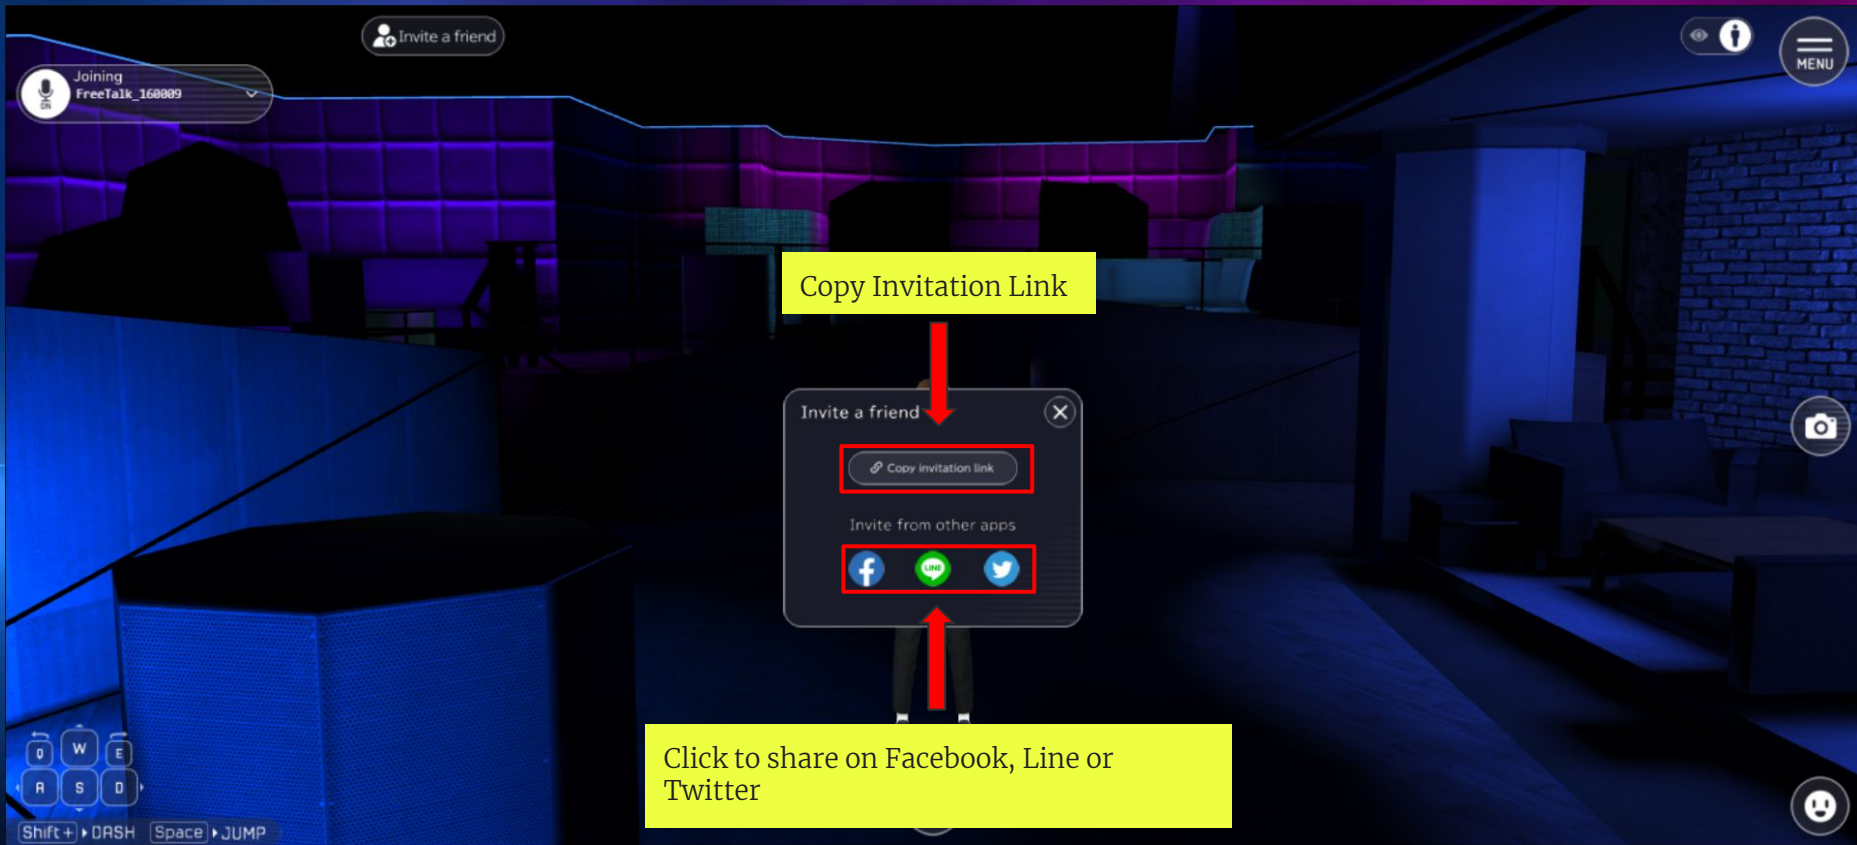 Invite a friend
MENU
Joining
FreeTalk_160009
ON
Copy Invitation Link
Invite a friend
Copy invitation link
Invite from other apps
LINE
Click to share on Facebook, Line or
Twitter
Q W E
A S D
Shift + DASH Space JUMP